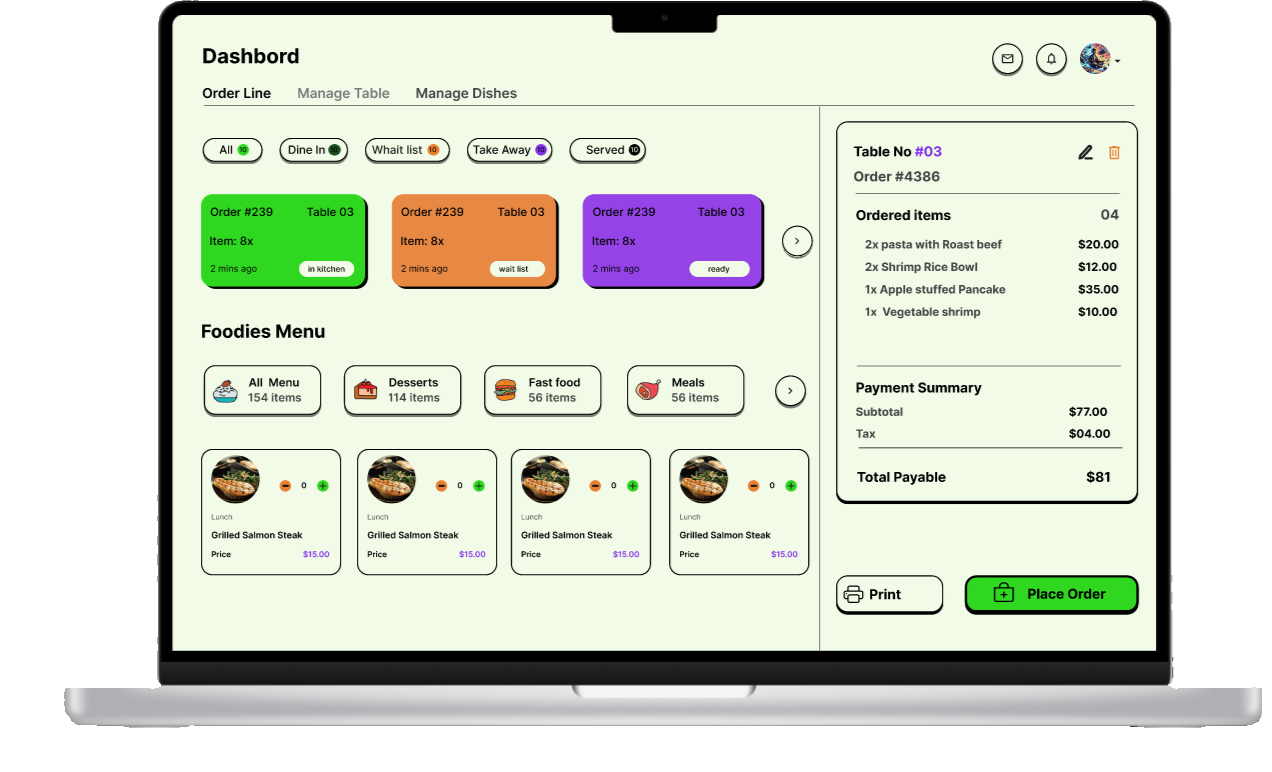 Dashbord
Order Line Manage Table Manage Dishes
All 10 Dine In 10 Whait list 10 Take Away 10 Served 10
Order #239 Table 03
Item: 8x
2 mins ago in kitchen
Order #239 Table 03
Item: 8x
2 mins ago wait list
Order #239 Table 03
Item: 8x
2 mins ago ready
Foodies Menu
All Menu
154 items
Desserts
114 items
Fast food
56 items
Meals
56 items
0
Lunch
Grilled Salmon Steak
Price $15.00
0
Lunch
Grilled Salmon Steak
Price $15.00
0
Lunch
Grilled Salmon Steak
Price $15.00
0
Lunch
Grilled Salmon Steak
Price $15.00
Table No #03
Order #4386
Ordered items 04
2x pasta with Roast beef $20.00
2x Shrimp Rice Bowl $12.00
1x Apple stuffed Pancake $35.00
1x Vegetable shrimp $10.00
Payment Summary
Subtotal $77.00
Tax $04.00
Total Payable $81
Print Place Order